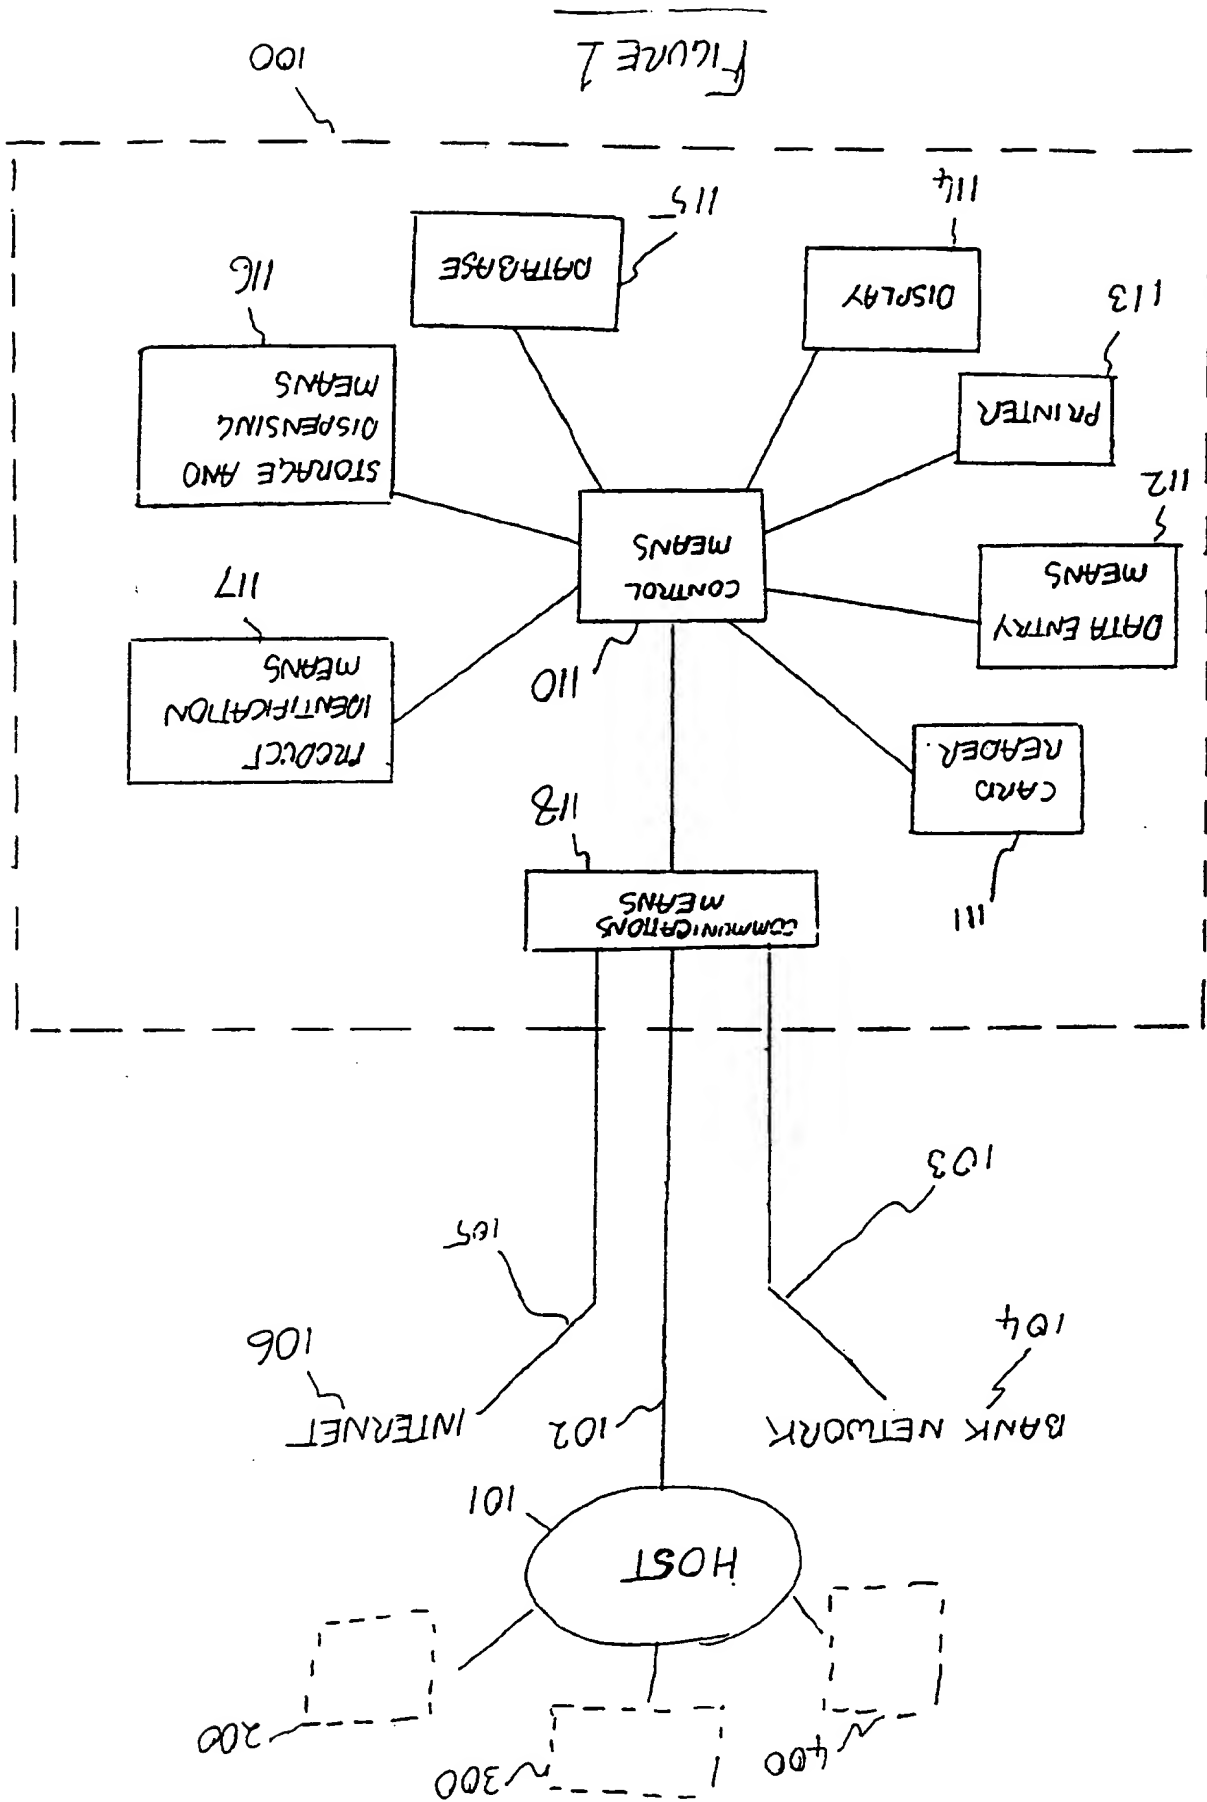 400
300
200
HOST
101
BANK NETWORK
102
INTERNET
104
106
103
105
COMMUNICATIONS
MEANS
111
118
CARD
READER
PRODUCT
IDENTIFICATION
MEANS
110
117
DATA ENTRY
MEANS
112
CONTROL
MEANS
STORAGE AND
DISPENSING
MEANS
116
PRINTER
113
DISPLAY
114
DATABASE
115
100
FIGURE 1